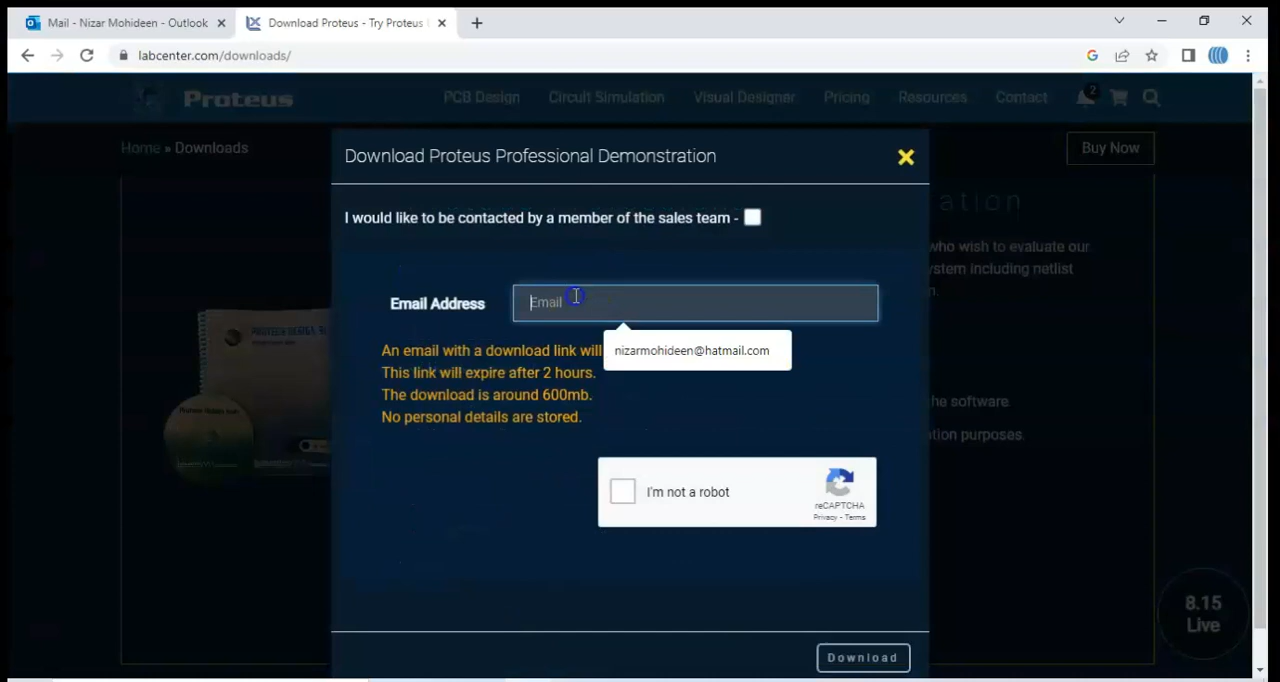 Mail - Nizar Mohideen - Outlook
Download Proteus - Try Proteus
labcenter.com/downloads/
Proteus
PCB Design
Circuit Simulation
Visual Designer
Pricing
Resources
Contact
2
Home » Downloads
Buy Now
Download Proteus Professional Demonstration
I would like to be contacted by a member of the sales team -
ation
who wish to evaluate our
ystem including netlist
n.
Email Address
Email
nizarmohideen@hatmail.com
An email with a download link will
This link will expire after 2 hours.
The download is around 600mb.
No personal details are stored.
he software.
tion purposes.
I'm not a robot
reCAPTCHA
Privacy - Terms
8.15
Live
Download